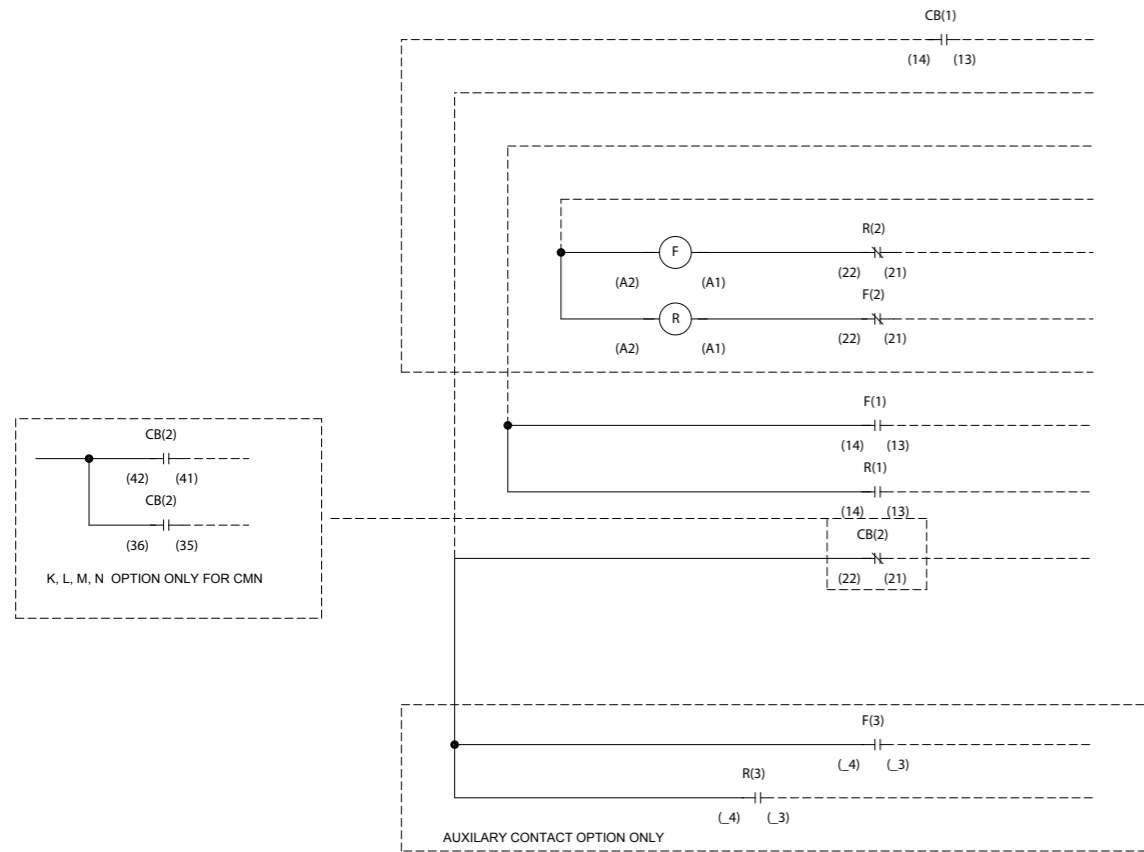 CB(1)
(14) (13)
R(2)
F
(A2) (A1) (22) (21)
F(2)
R
(A2) (A1) (22) (21)
F(1)
(14) (13)
R(1)
(14) (13)
CB(2)
(42) (41)
CB(2)
(36) (35)
K, L, M, N OPTION ONLY FOR CMN
CB(2)
(22) (21)
F(3)
(_4) (_3)
R(3)
(_4) (_3)
AUXILARY CONTACT OPTION ONLY